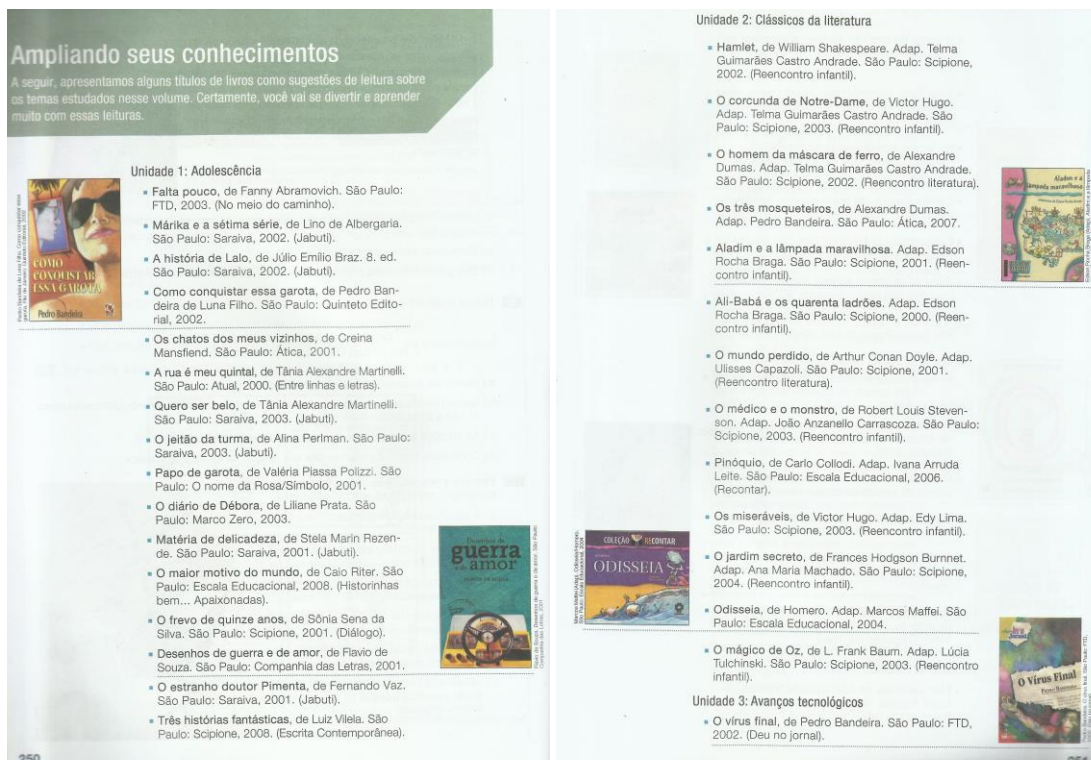 Ampliando seus conhecimentos
A seguir, apresentamos alguns títulos de livros como sugestões de leitura sobre
os temas estudados nesse volume. Certamente, você vai se divertir e aprender
muito com essas leituras.
Unidade 1: Adolescência
Falta pouco, de Fanny Abramovich. São Paulo:
FTD, 2003. (No meio do caminho).
Márika e a sétima série, de Lino de Albergaria.
São Paulo: Saraiva, 2002. (Jabuti).
A história de Lalo, de Júlio Emílio Braz. 8. ed.
São Paulo: Saraiva, 2002. (Jabuti).
Como conquistar essa garota, de Pedro Ban-
deira de Luna Filho. São Paulo: Quinteto Edito-
rial, 2002.
COMO
CONQUISTAR
ESSA GAROTA
Pedro Bandeira
Os chatos dos meus vizinhos, de Creina
Mansfiend. São Paulo: Ática, 2001.
A rua é meu quintal, de Tânia Alexandre Martinelli.
São Paulo: Atual, 2000. (Entre linhas e letras).
Quero ser belo, de Tânia Alexandre Martinelli.
São Paulo: Saraiva, 2003. (Jabuti).
O jeitão da turma, de Alina Perlman. São Paulo:
Saraiva, 2003. (Jabuti).
Papo de garota, de Valéria Piassa Polizzi. São
Paulo: O nome da Rosa/Símbolo, 2001.
O diário de Débora, de Liliane Prata. São
Paulo: Marco Zero, 2003.
Matéria de delicadeza, de Stela Marin Rezen-
de. São Paulo: Saraiva, 2001. (Jabuti).
O maior motivo do mundo, de Caio Riter. São
Paulo: Escala Educacional, 2008. (Historinhas
bem... Apaixonadas).
O frevo de quinze anos, de Sônia Sena da
Silva. São Paulo: Scipione, 2001. (Diálogo).
Desenhos de guerra e de amor, de Flavio de
Souza. São Paulo: Companhia das Letras, 2001.
Desenhos de
guerra
amor
O estranho doutor Pimenta, de Fernando Vaz.
São Paulo: Saraiva, 2001. (Jabuti).
Três histórias fantásticas, de Luiz Vilela. São
Paulo: Scipione, 2008. (Escrita Contemporânea).
250
Unidade 2: Clássicos da literatura
Hamlet, de William Shakespeare. Adap. Telma
Guimarães Castro Andrade. São Paulo: Scipione,
2002. (Reencontro infantil).
O corcunda de Notre-Dame, de Victor Hugo.
Adap. Telma Guimarães Castro Andrade. São
Paulo: Scipione, 2003. (Reencontro infantil).
O homem da máscara de ferro, de Alexandre
Dumas. Adap. Telma Guimarães Castro Andrade.
São Paulo: Scipione, 2002. (Reencontro literatura).
Os três mosqueteiros, de Alexandre Dumas.
Adap. Pedro Bandeira. São Paulo: Ática, 2007.
Aladim e a lâmpada maravilhosa. Adap. Edson
Rocha Braga. São Paulo: Scipione, 2001. (Reen-
contro infantil).
Aladim e a
lâmpada maravilhosa
Ali-Babá e os quarenta ladrões. Adap. Edson
Rocha Braga. São Paulo: Scipione, 2000. (Reen-
contro infantil).
O mundo perdido, de Arthur Conan Doyle. Adap.
Ulisses Capazoli. São Paulo: Scipione, 2001.
(Reencontro literatura).
O médico e o monstro, de Robert Louis Steven-
son. Adap. João Anzanello Carrascoza. São Paulo:
Scipione, 2003. (Reencontro infantil).
Pinóquio, de Carlo Collodi. Adap. Ivana Arruda
Leite. São Paulo: Escala Educacional, 2006.
(Recontar).
Os miseráveis, de Victor Hugo. Adap. Edy Lima.
São Paulo: Scipione, 2003. (Reencontro infantil).
O jardim secreto, de Frances Hodgson Burnnet.
Adap. Ana Maria Machado. São Paulo: Scipione,
2004. (Reencontro infantil).
Odisseia, de Homero. Adap. Marcos Maffei. São
Paulo: Escala Educacional, 2004.
COLEÇÃO RECONTAR
ODISSEIA
O mágico de Oz, de L. Frank Baum. Adap. Lúcia
Tulchinski. São Paulo: Scipione, 2003. (Reencontro
infantil).
Unidade 3: Avanços tecnológicos
O vírus final, de Pedro Bandeira. São Paulo: FTD,
2002. (Deu no jornal).
O Vírus Final
251